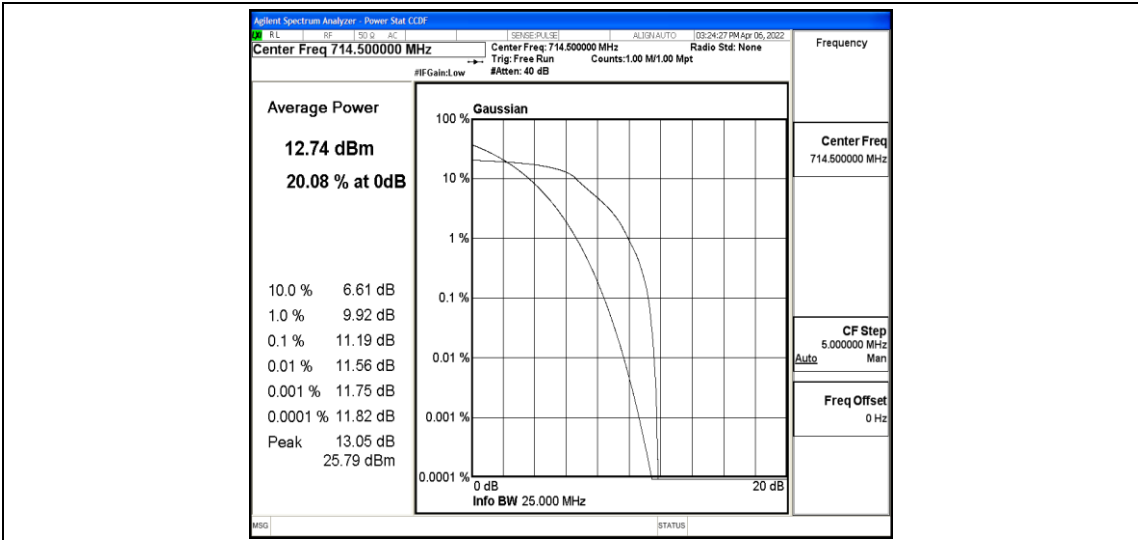 Agilent Spectrum Analyzer - Power Stat CCDF
LXI RL RF 50 Ω AC SENSE:PULSE ALIGN AUTO 03:24:27 PM Apr 06, 2022
Center Freq 714.500000 MHz Center Freq: 714.500000 MHz Radio Std: None
Trig: Free Run Counts:1.00 M/1.00 Mpt
#IFGain:Low #Atten: 40 dB
Frequency
Average Power
12.74 dBm
20.08 % at 0dB
10.0 % 6.61 dB
1.0 % 9.92 dB
0.1 % 11.19 dB
0.01 % 11.56 dB
0.001 % 11.75 dB
0.0001 % 11.82 dB
Peak 13.05 dB
25.79 dBm
Gaussian
100 %
10 %
1 %
0.1 %
0.01 %
0.001 %
0.0001 %
0 dB 20 dB
Info BW 25.000 MHz
Center Freq
714.500000 MHz
CF Step
5.000000 MHz
Auto Man
Freq Offset
0 Hz
MSG STATUS